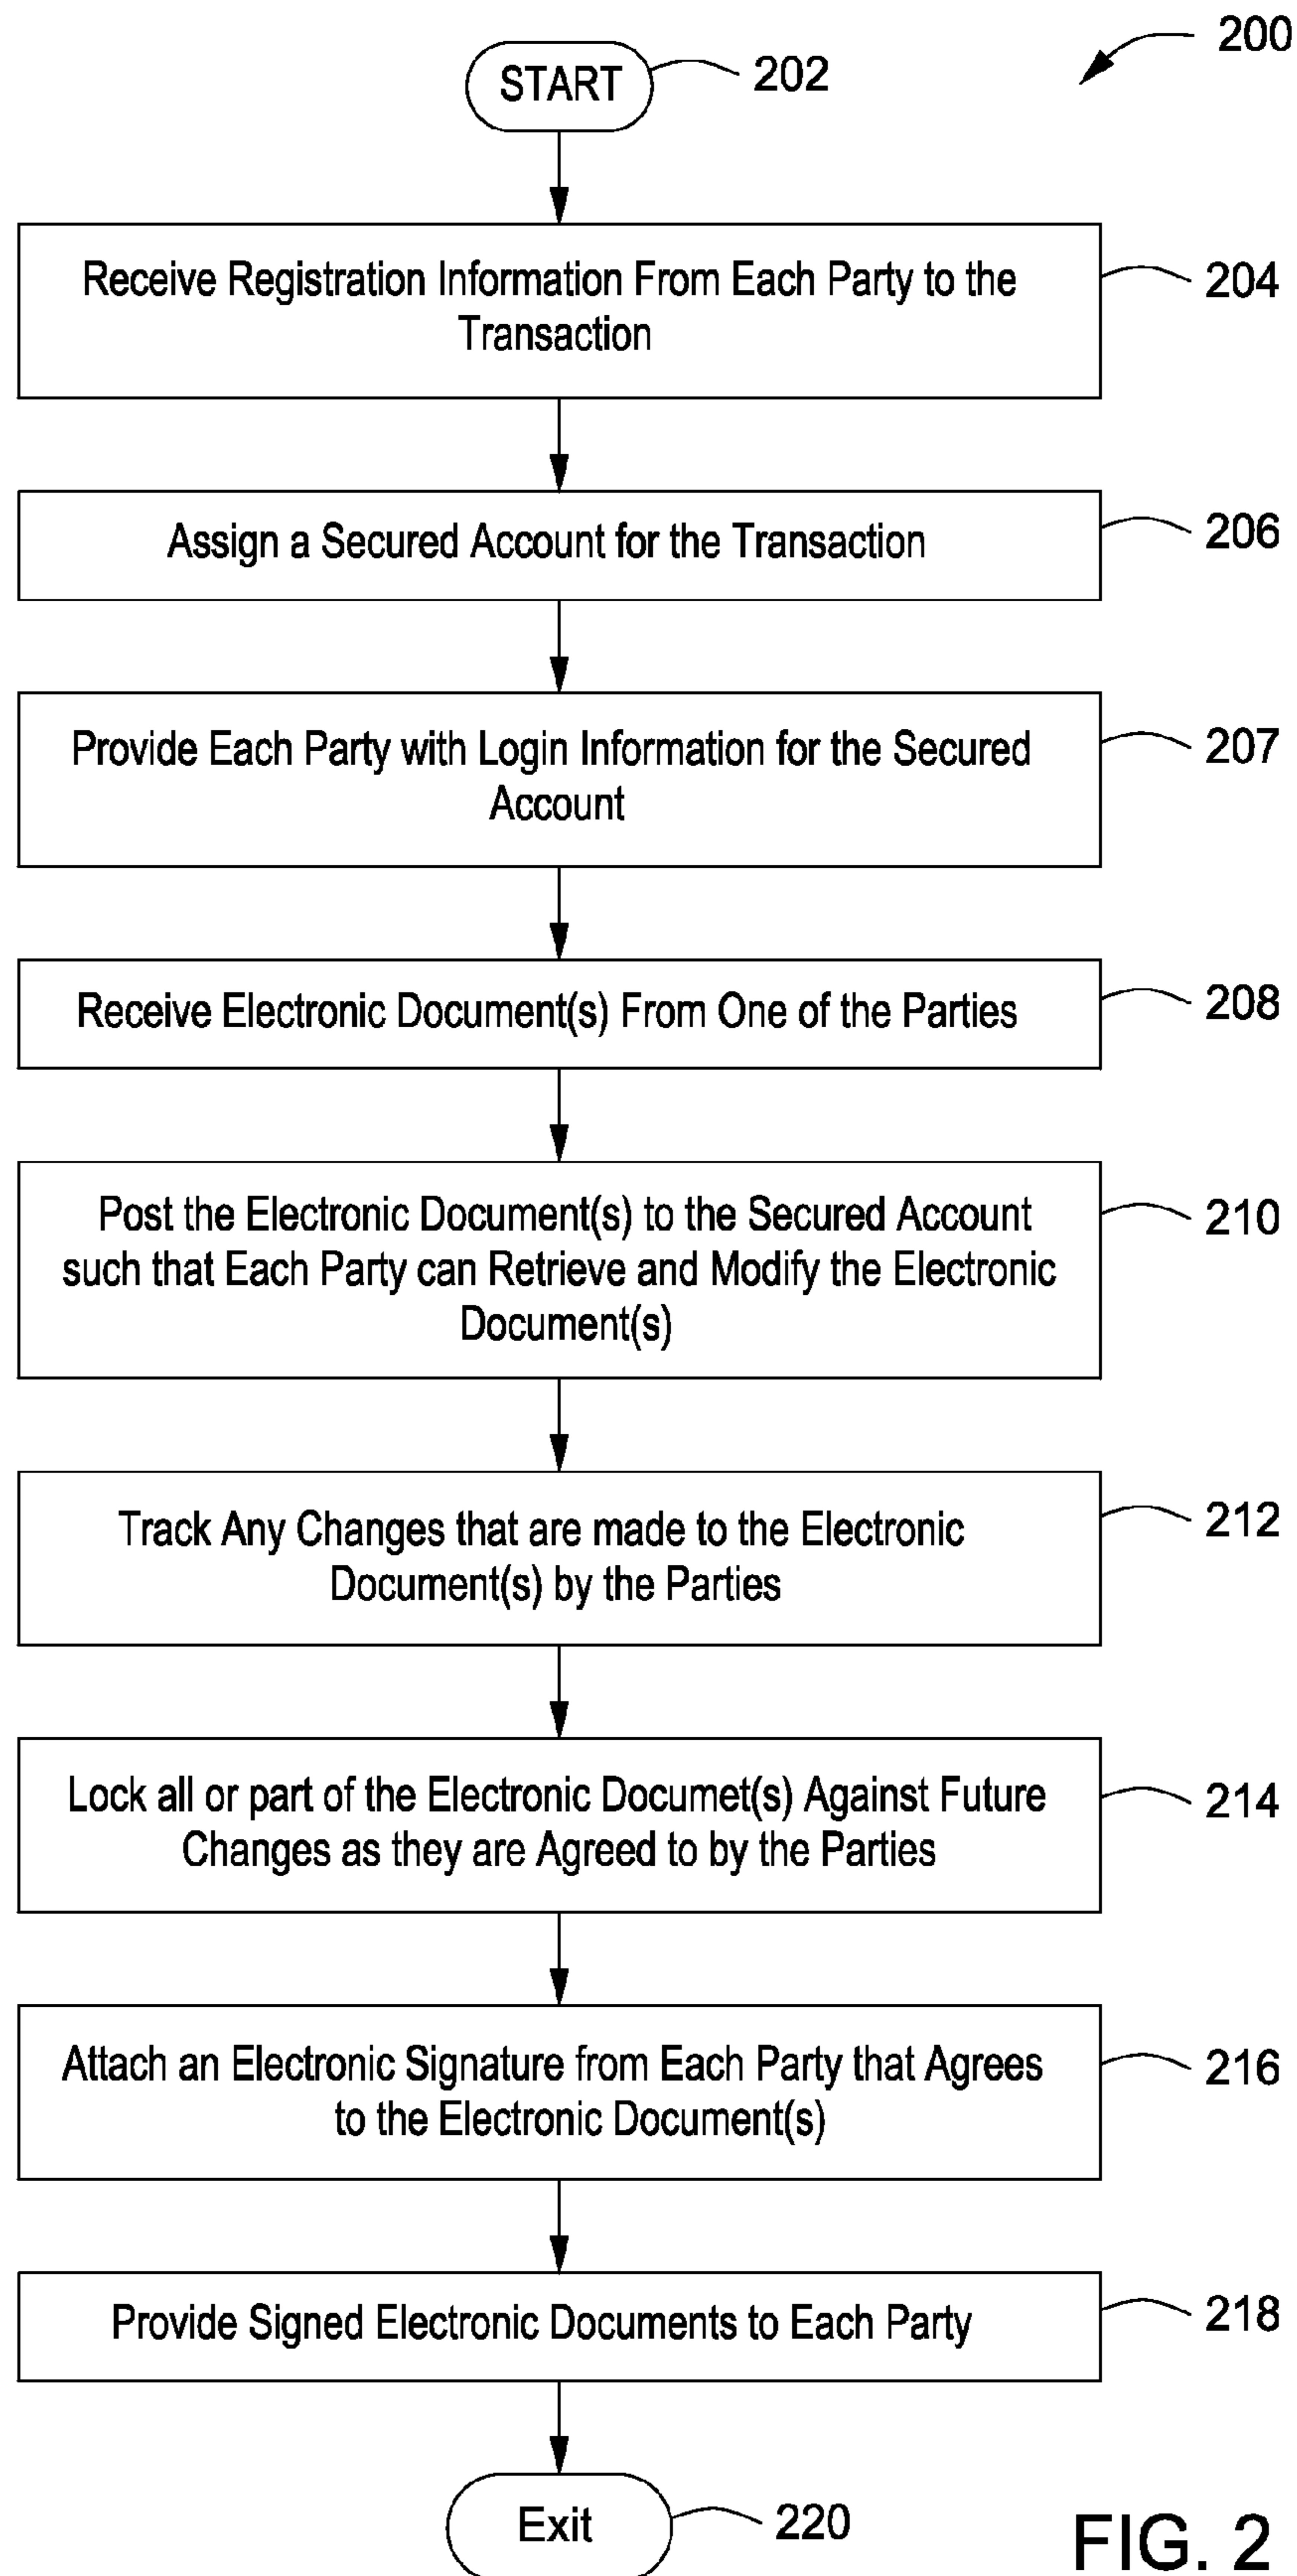 200
START
202
Receive Registration Information From Each Party to the
Transaction
204
Assign a Secured Account for the Transaction
206
Provide Each Party with Login Information for the Secured
Account
207
Receive Electronic Document(s) From One of the Parties
208
Post the Electronic Document(s) to the Secured Account
such that Each Party can Retrieve and Modify the Electronic
Document(s)
210
Track Any Changes that are made to the Electronic
Document(s) by the Parties
212
Lock all or part of the Electronic Documet(s) Against Future
Changes as they are Agreed to by the Parties
214
Attach an Electronic Signature from Each Party that Agrees
to the Electronic Document(s)
216
Provide Signed Electronic Documents to Each Party
218
Exit
220
FIG. 2